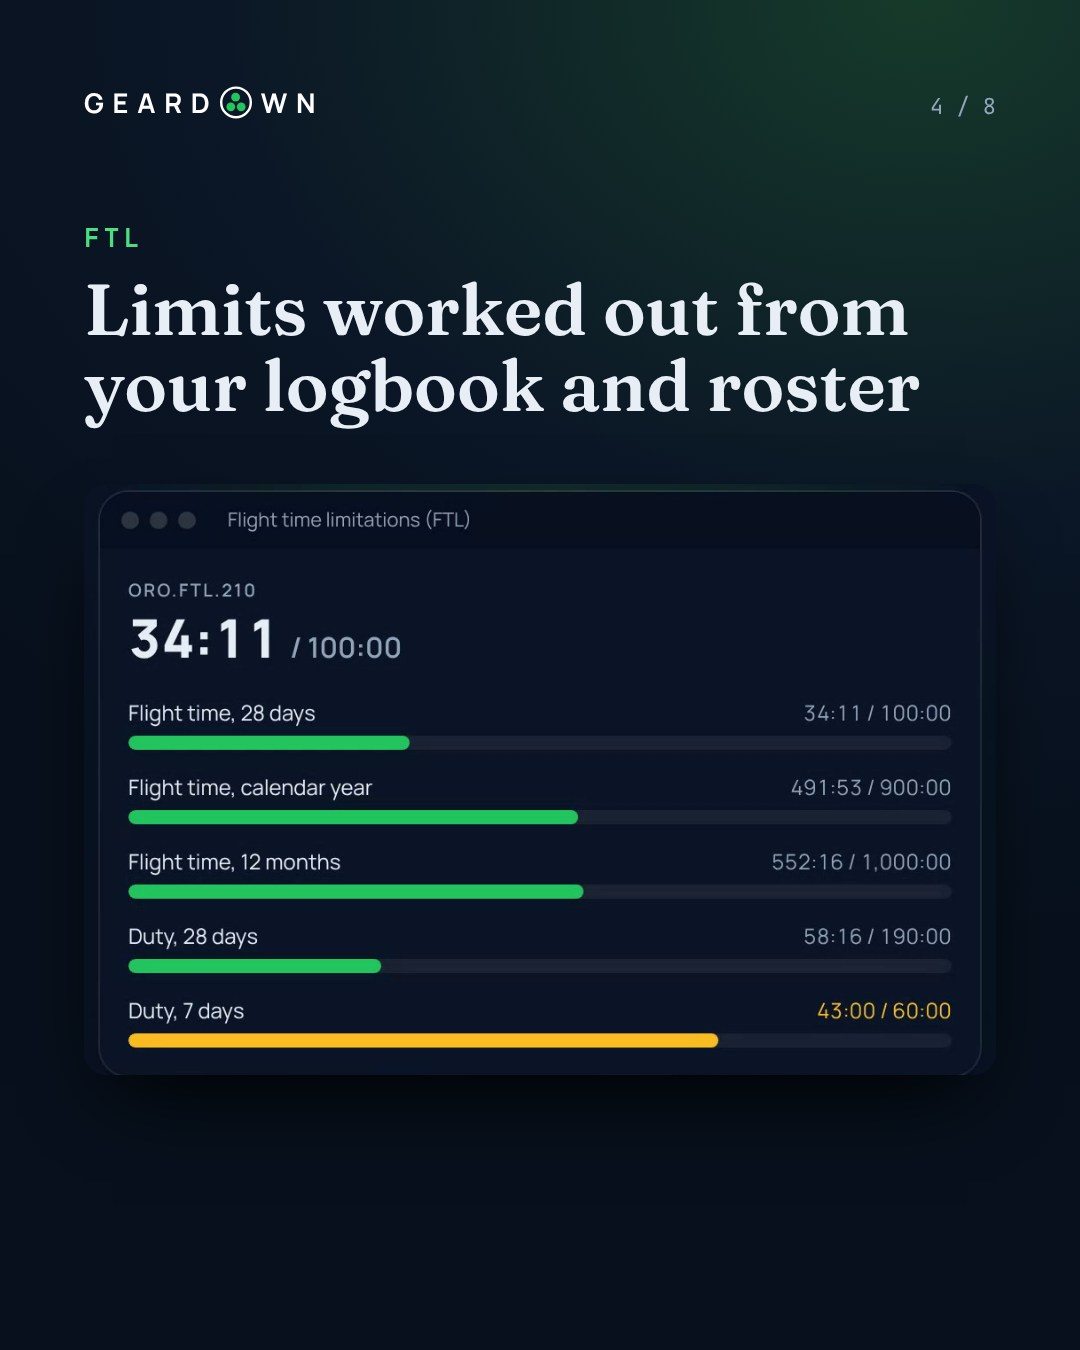 GEARDOWN
4 / 8
FTL
Limits worked out from
your logbook and roster
Flight time limitations (FTL)
ORO.FTL.210
34:11 / 100:00
Flight time, 28 days 34:11 / 100:00
Flight time, calendar year 491:53 / 900:00
Flight time, 12 months 552:16 / 1,000:00
Duty, 28 days 58:16 / 190:00
Duty, 7 days 43:00 / 60:00